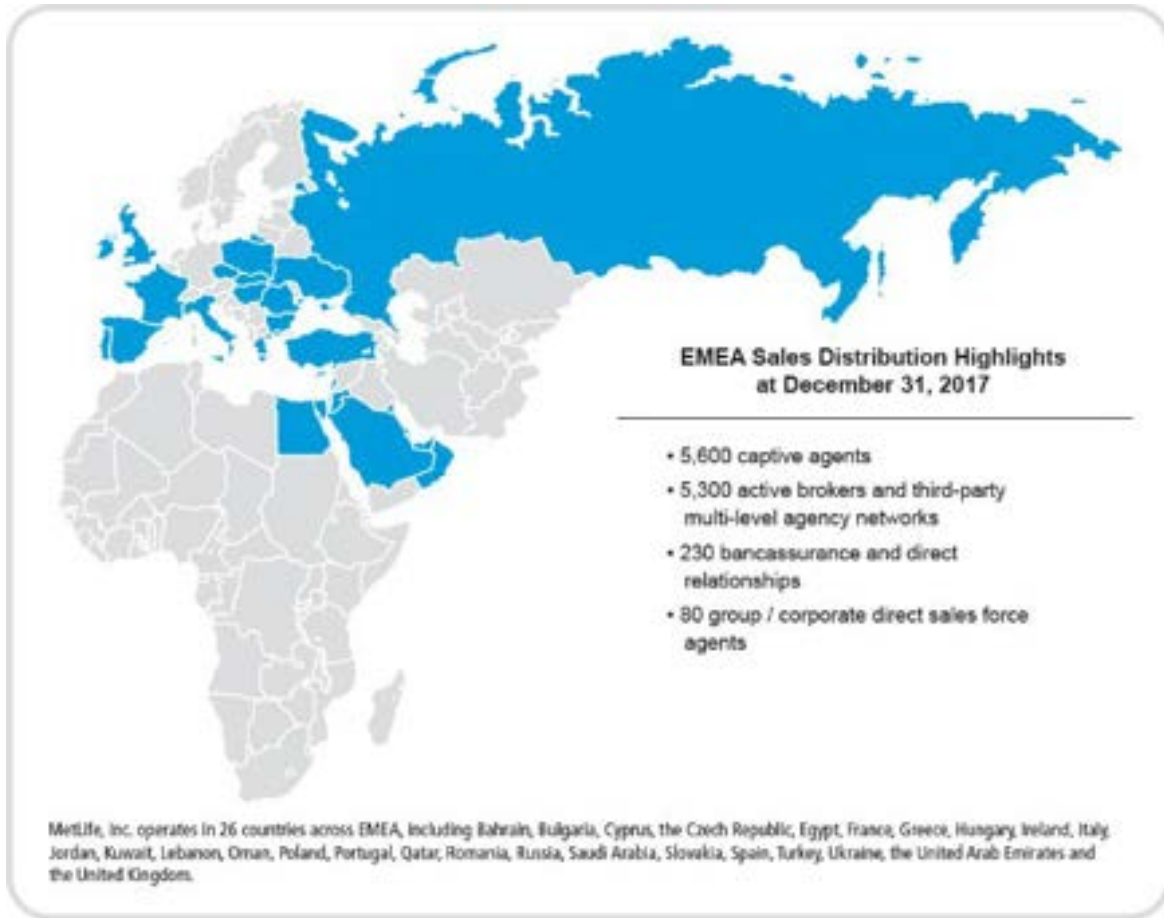 EMEA Sales Distribution Highlights
at December 31, 2017
• 5,600 captive agents
• 5,300 active brokers and third-party
multi-level agency networks
• 230 bancassurance and direct
relationships
• 80 group / corporate direct sales force
agents
MetLife, Inc. operates in 26 countries across EMEA, including Bahrain, Bulgaria, Cyprus, the Czech Republic, Egypt, France, Greece, Hungary, Ireland, Italy,
Jordan, Kuwait, Lebanon, Oman, Poland, Portugal, Qatar, Romania, Russia, Saudi Arabia, Slovakia, Spain, Turkey, Ukraine, the United Arab Emirates and
the United Kingdom.